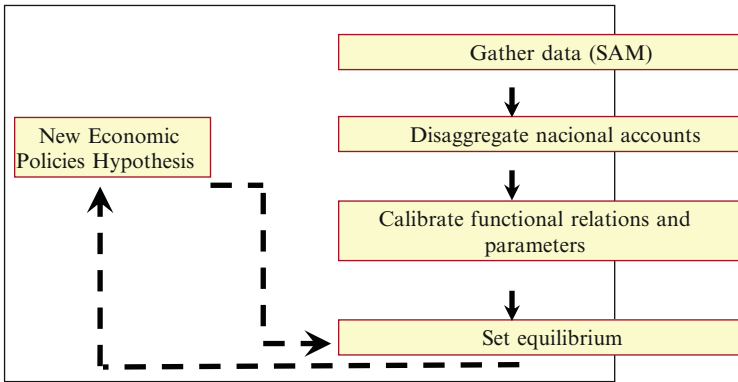 Gather data (SAM)
Disaggregate nacional accounts
New Economic
Policies Hypothesis
Calibrate functional relations and
parameters
Set equilibrium